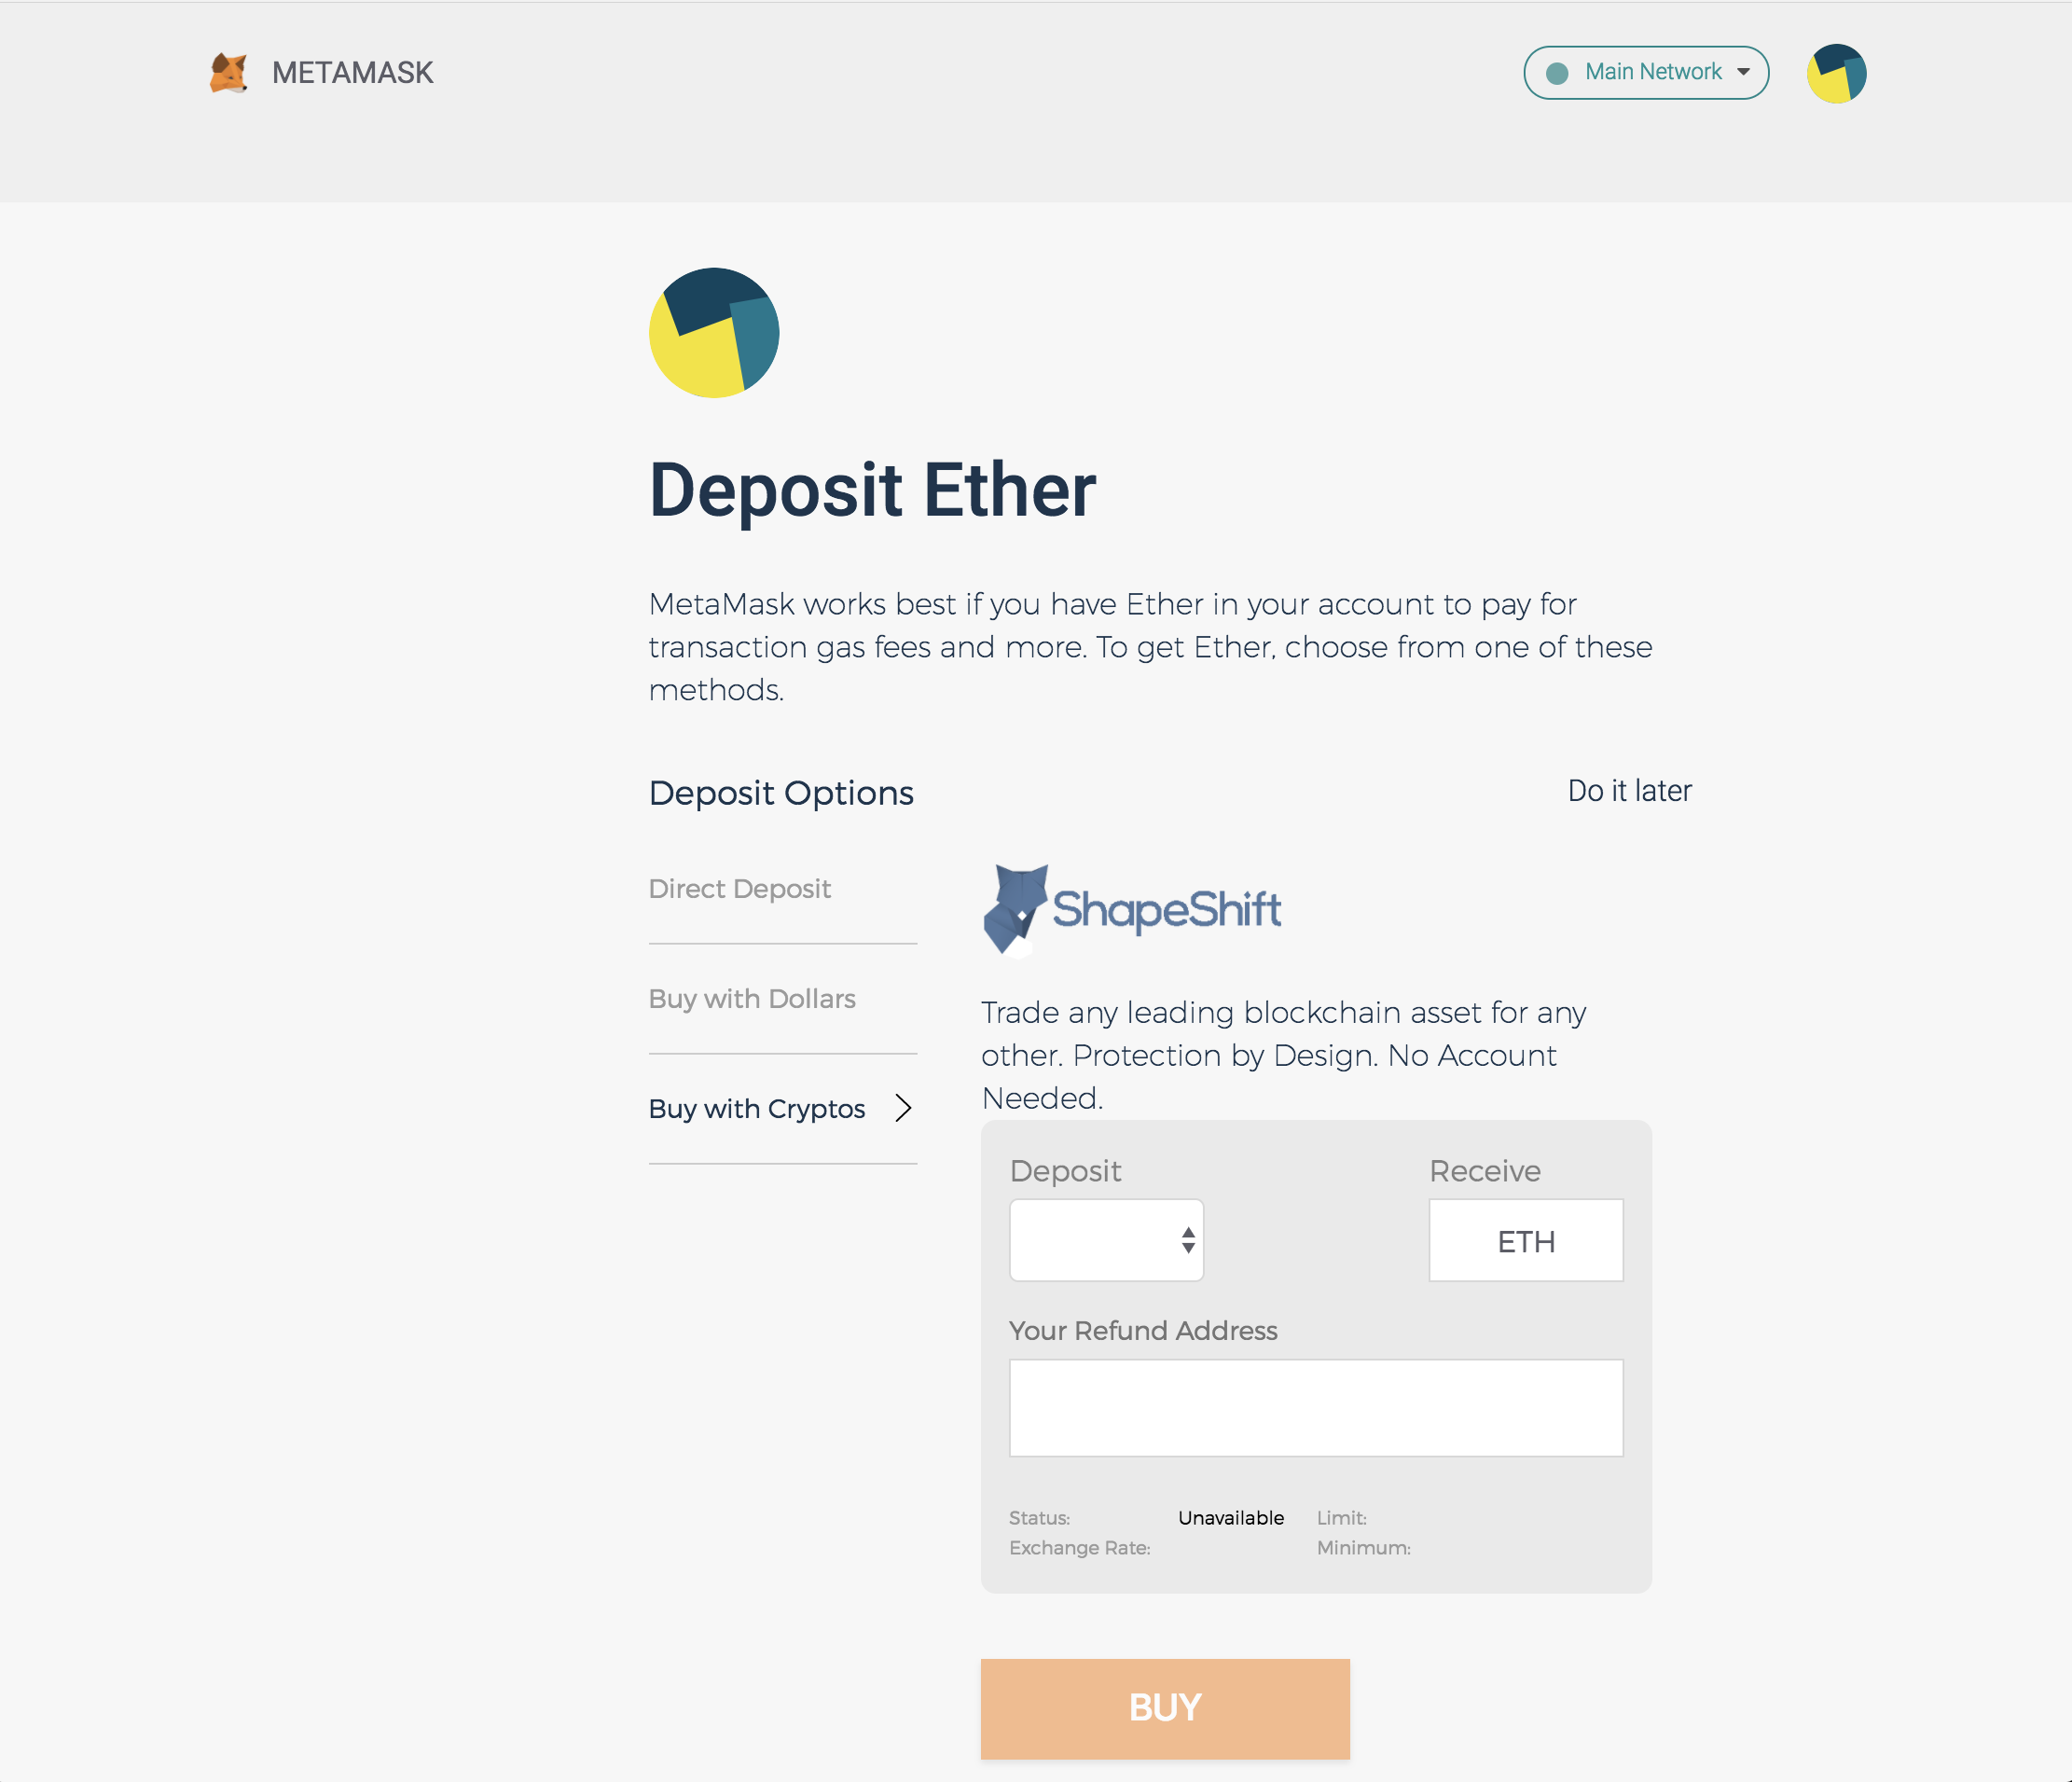 METAMASK
Main Network
Deposit Ether
MetaMask works best if you have Ether in your account to pay for
transaction gas fees and more. To get Ether, choose from one of these
methods.
Deposit Options
Do it later
Direct Deposit
Buy with Dollars
Buy with Cryptos
ShapeShift
Trade any leading blockchain asset for any
other. Protection by Design. No Account
Needed.
Deposit
Receive
ETH
Your Refund Address
Status: Unavailable Limit:
Exchange Rate: Minimum:
BUY